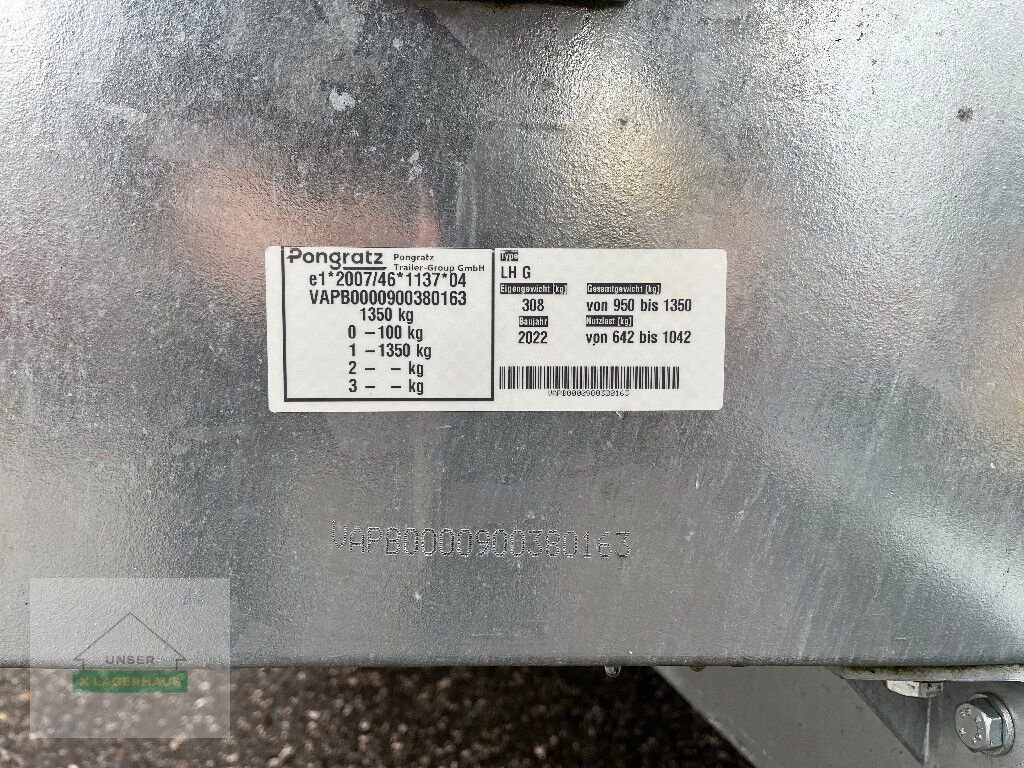 Pongratz Pongratz
Trailer-Group GmbH
e1*2007/46*1137*04
VAPB0000900380163
1350 kg
0 – 100 kg
1 – 1350 kg
2 – – kg
3 – – kg
Type
LH G
Eigengewicht [kg] Gesamtgewicht [kg]
308 von 950 bis 1350
Baujahr Nutzlast [kg]
2022 von 642 bis 1042
VAPB0000900380163
VAPB0000900380163
UNSER
LAGERHAUS